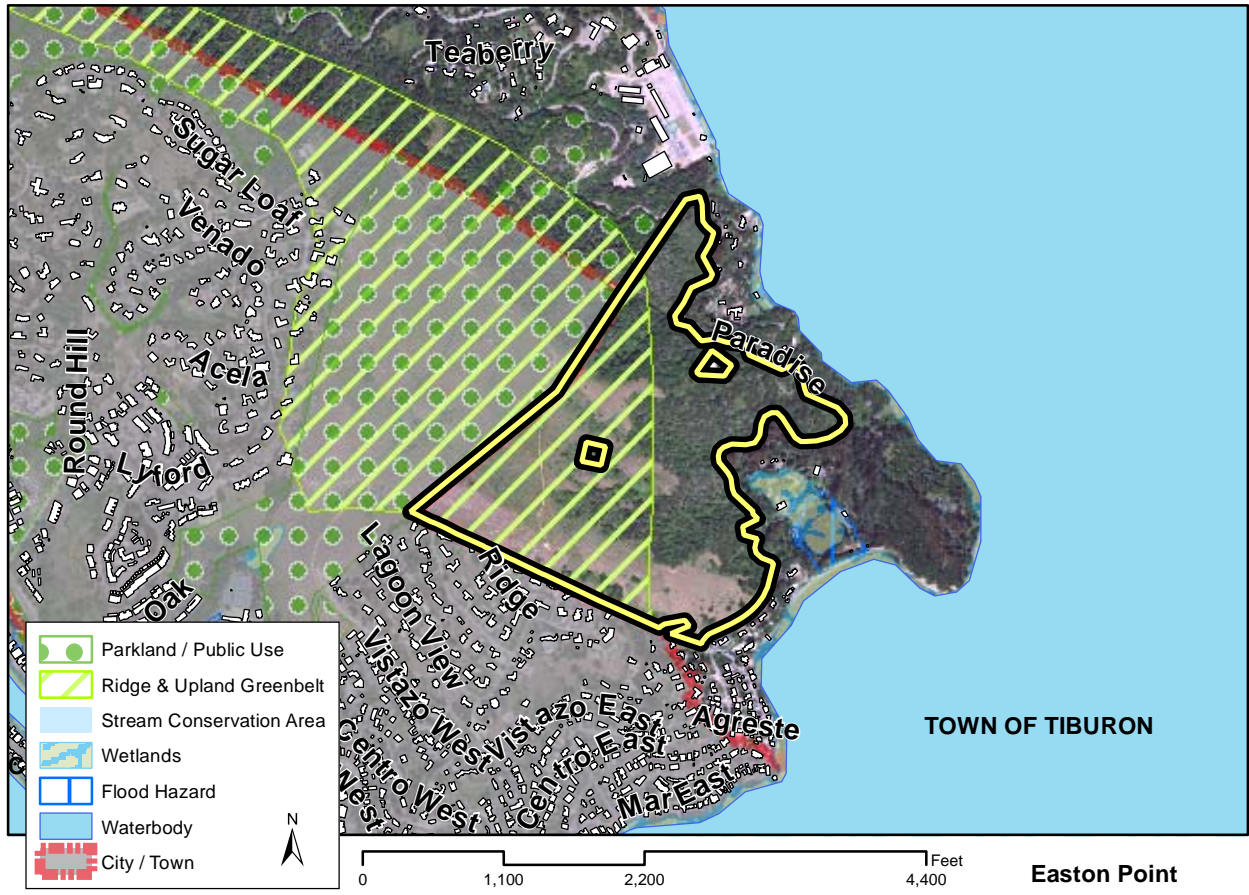 Teaberry
Sugar Loaf
Venado
Acela
Round Hill
Lyford
Oak
Paradise
Ridge
Lagoon View
Vistazo West
Vistazo East
Centro East
Centro West
West
Agreste
Mar East
TOWN OF TIBURON
Parkland / Public Use
Ridge & Upland Greenbelt
Stream Conservation Area
Wetlands
Flood Hazard
Waterbody
City / Town
N
Feet
0 1,100 2,200 4,400
Easton Point